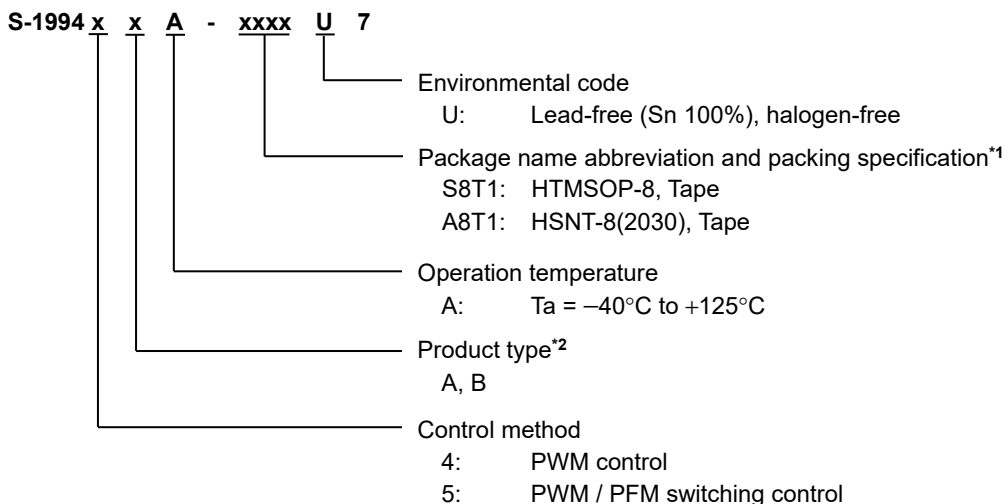 S-1994 x x A - xxxx U 7
Environmental code
U: Lead-free (Sn 100%), halogen-free
Package name abbreviation and packing specification*1
S8T1: HTMSOP-8, Tape
A8T1: HSNT-8(2030), Tape
Operation temperature
A: Ta = −40°C to +125°C
Product type*2
A, B
Control method
4: PWM control
5: PWM / PFM switching control